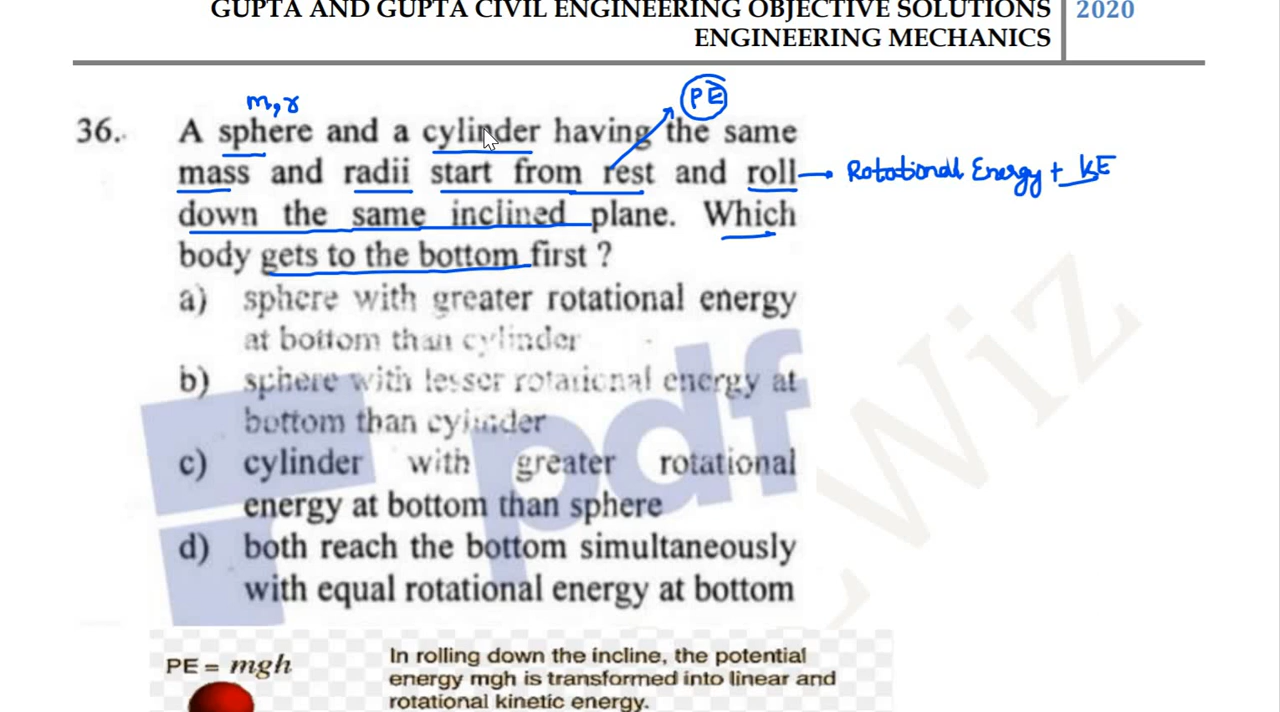 GUPTA AND GUPTA CIVIL ENGINEERING OBJECTIVE SOLUTIONS 2020
ENGINEERING MECHANICS
m, r
PE
36. A sphere and a cylinder having the same
mass and radii start from rest and roll → Rotational Energy + KE
down the same inclined plane. Which
body gets to the bottom first ?
a) sphere with greater rotational energy
at bottom than cylinder
b) sphere with lesser rotational energy at
bottom than cylinder
c) cylinder with greater rotational
energy at bottom than sphere
d) both reach the bottom simultaneously
with equal rotational energy at bottom
pdf
Wiz
PE = mgh
In rolling down the incline, the potential
energy mgh is transformed into linear and
rotational kinetic energy.